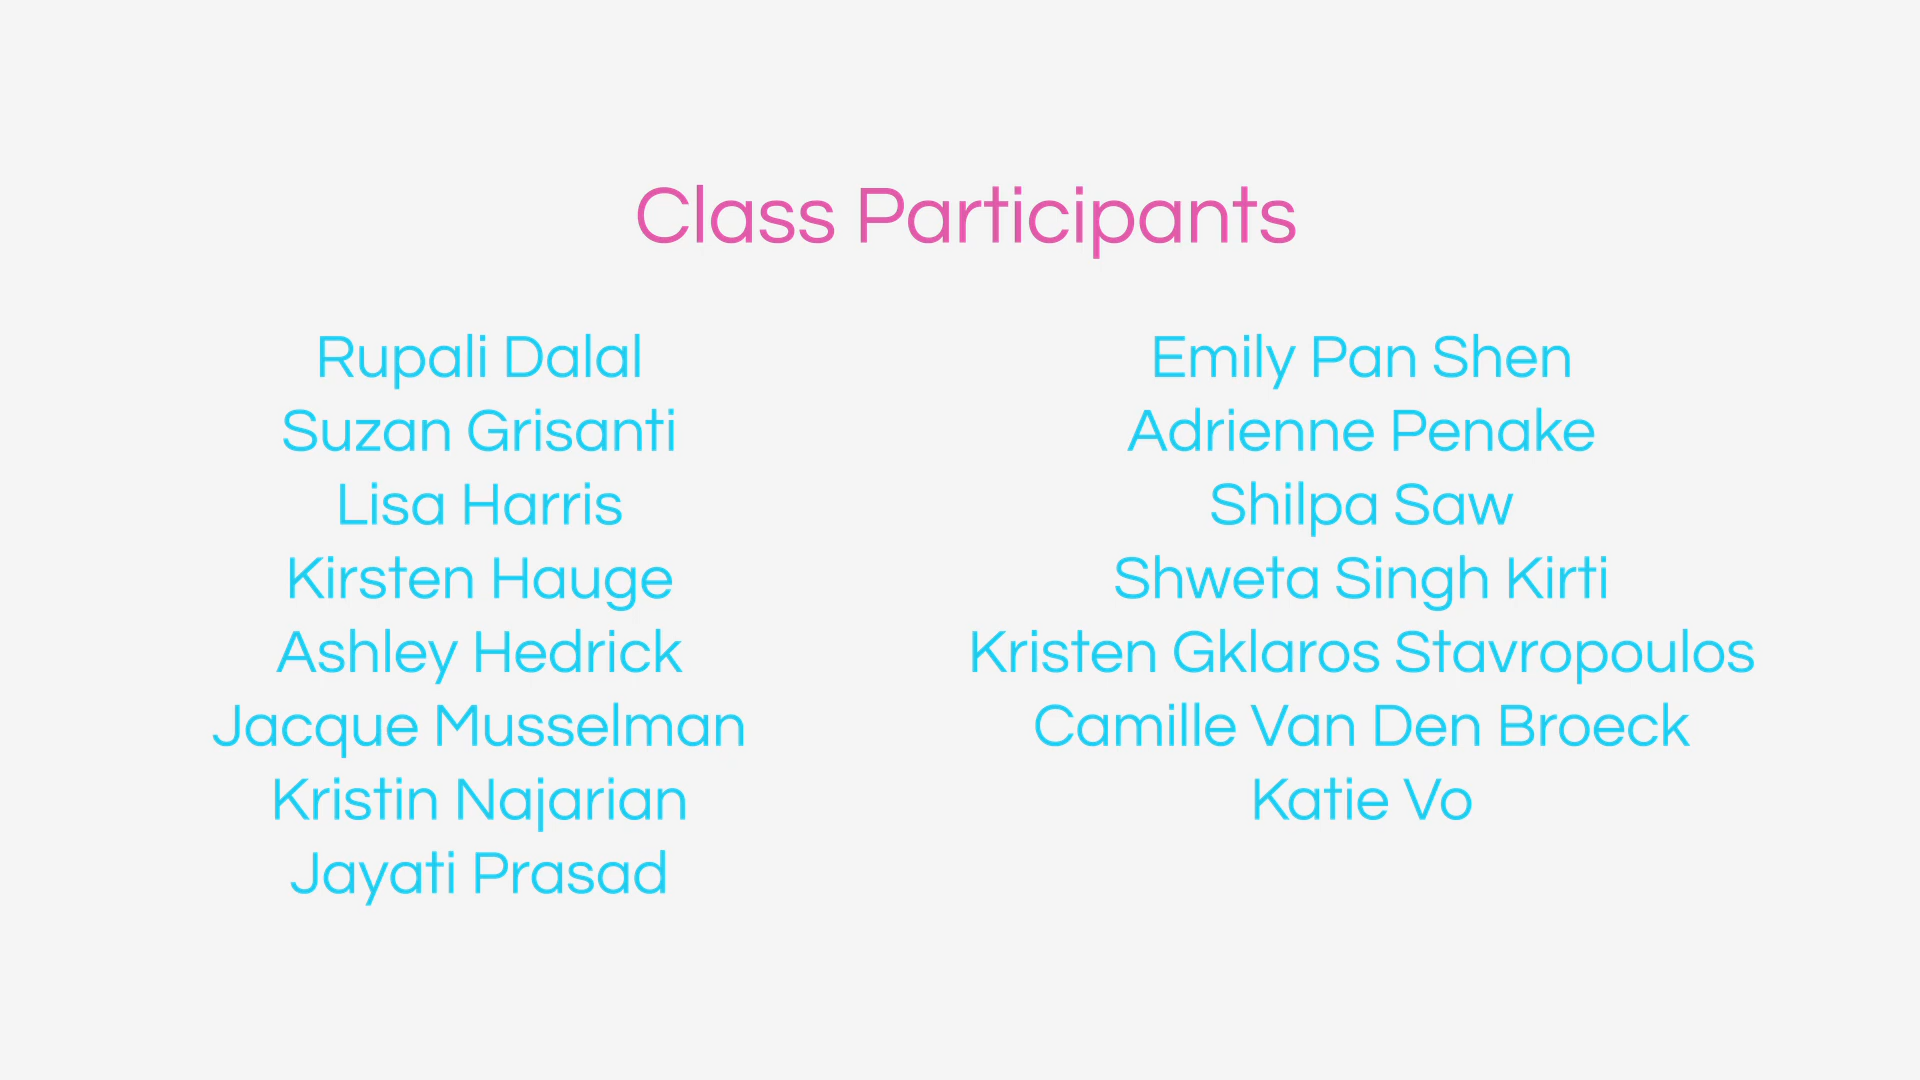 Class Participants
Rupali Dalal
Suzan Grisanti
Lisa Harris
Kirsten Hauge
Ashley Hedrick
Jacque Musselman
Kristin Najarian
Jayati Prasad
Emily Pan Shen
Adrienne Penake
Shilpa Saw
Shweta Singh Kirti
Kristen Gklaros Stavropoulos
Camille Van Den Broeck
Katie Vo